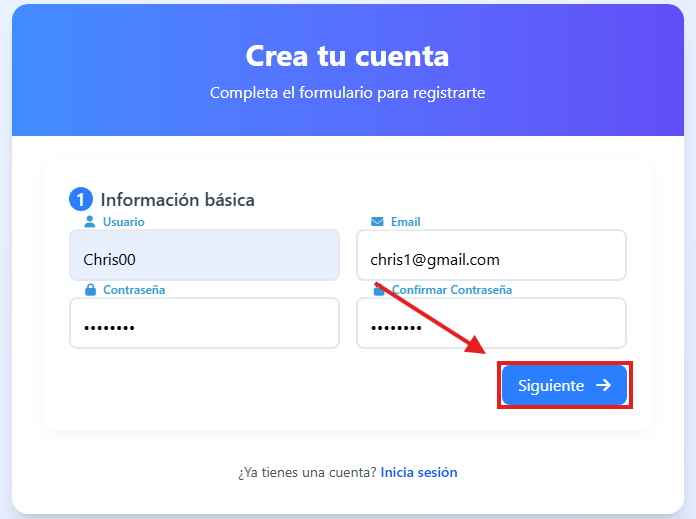 Crea tu cuenta
Completa el formulario para registrarte
1 Información básica
Usuario
Email
Chris00
chris1@gmail.com
Contraseña
Confirmar Contraseña
••••••••
••••••••
Siguiente →
¿Ya tienes una cuenta? Inicia sesión